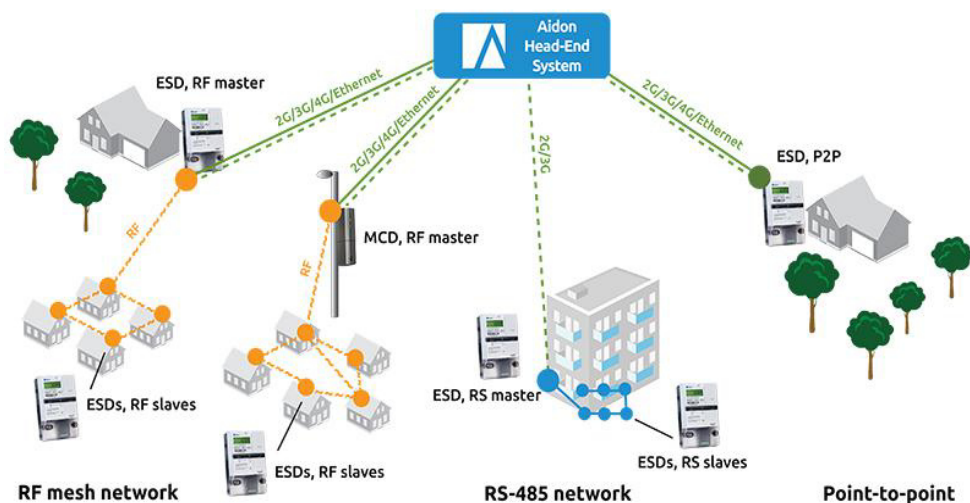 Aidon
Head-End
System
ESD, RF master
2G/3G/4G/Ethernet
2G/3G/4G/Ethernet
2G/3G
2G/3G/4G/Ethernet
ESD, P2P
RF
MCD, RF master
RF
ESD, RS master
ESDs, RF slaves
ESDs, RF slaves
ESDs, RS slaves
RF mesh network
RS-485 network
Point-to-point